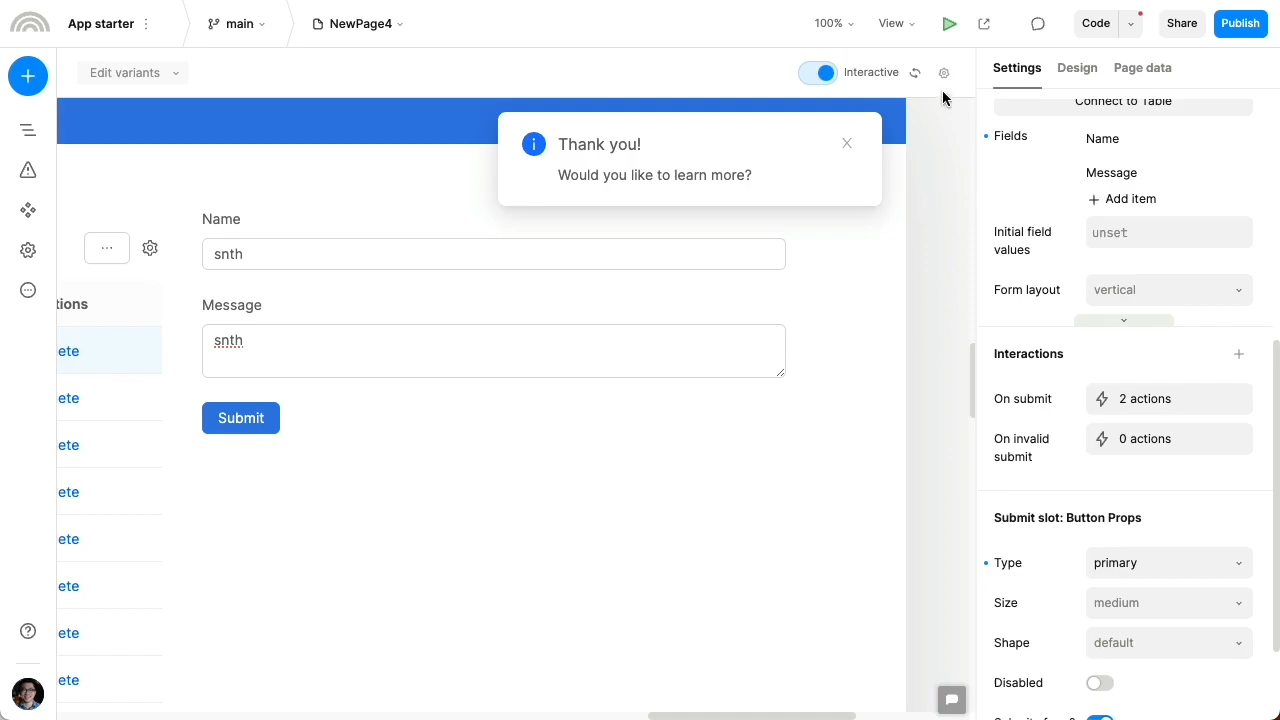 App starter
main
NewPage4
100%
View
Code
Share
Publish
Edit variants
Interactive
Settings
Design
Page data
Thank you!
Would you like to learn more?
Name
snth
Message
snth
Submit
...
tions
ete
ete
ete
ete
ete
ete
ete
ete
Connect to Table
Fields
Name
Message
Add item
Initial field
values
unset
Form layout
vertical
Interactions
On submit
2 actions
On invalid
submit
0 actions
Submit slot: Button Props
Type
primary
Size
medium
Shape
default
Disabled